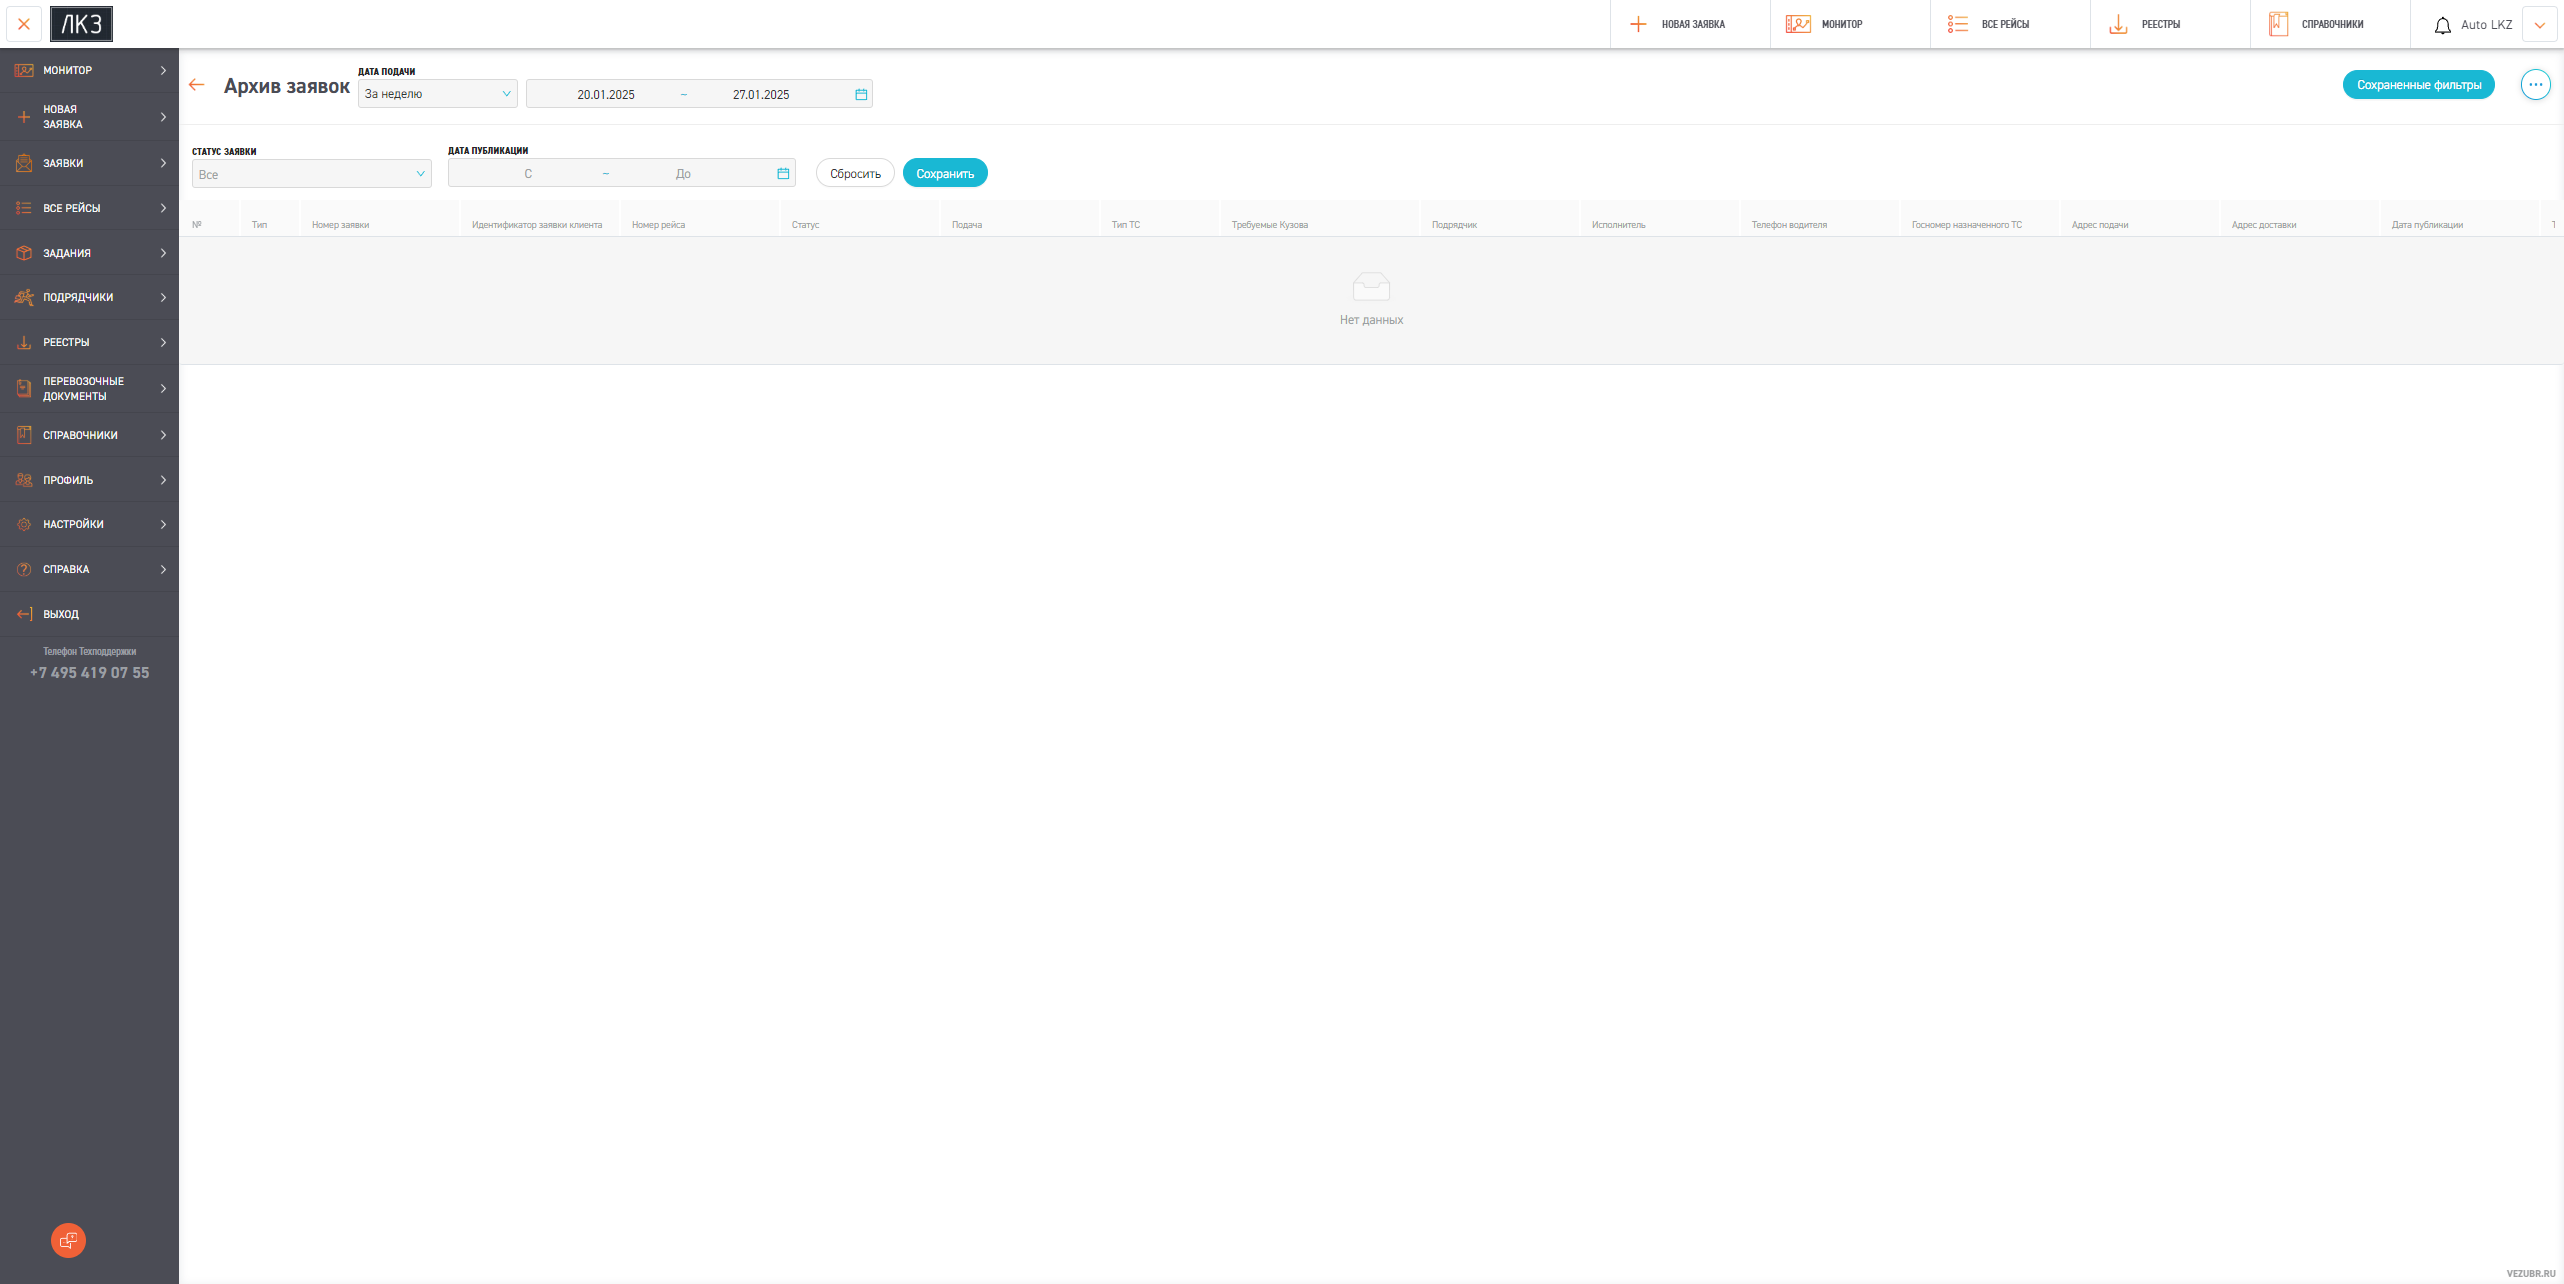 ЛКЗ
НОВАЯ ЗАЯВКА
МОНИТОР
ВСЕ РЕЙСЫ
РЕЕСТРЫ
СПРАВОЧНИКИ
Auto LKZ
МОНИТОР
НОВАЯ
ЗАЯВКА
ЗАЯВКИ
ВСЕ РЕЙСЫ
ЗАДАНИЯ
ПОДРЯДЧИКИ
РЕЕСТРЫ
ПЕРЕВОЗОЧНЫЕ
ДОКУМЕНТЫ
СПРАВОЧНИКИ
ПРОФИЛЬ
НАСТРОЙКИ
СПРАВКА
ВЫХОД
Телефон Техподдержки
+7 495 419 07 55
Архив заявок
ДАТА ПОДАЧИ
За неделю
20.01.2025 ~ 27.01.2025
Сохраненные фильтры
СТАТУС ЗАЯВКИ
Все
ДАТА ПУБЛИКАЦИИ
С ~ До
Сбросить
Сохранить
№ Тип Номер заявки Идентификатор заявки клиента Номер рейса Статус Подача Тип ТС Требуемые Кузова Подрядчик Исполнитель Телефон водителя Госномер назначенного ТС Адрес подачи Адрес доставки Дата публикации
Нет данных
VEZUBR.RU